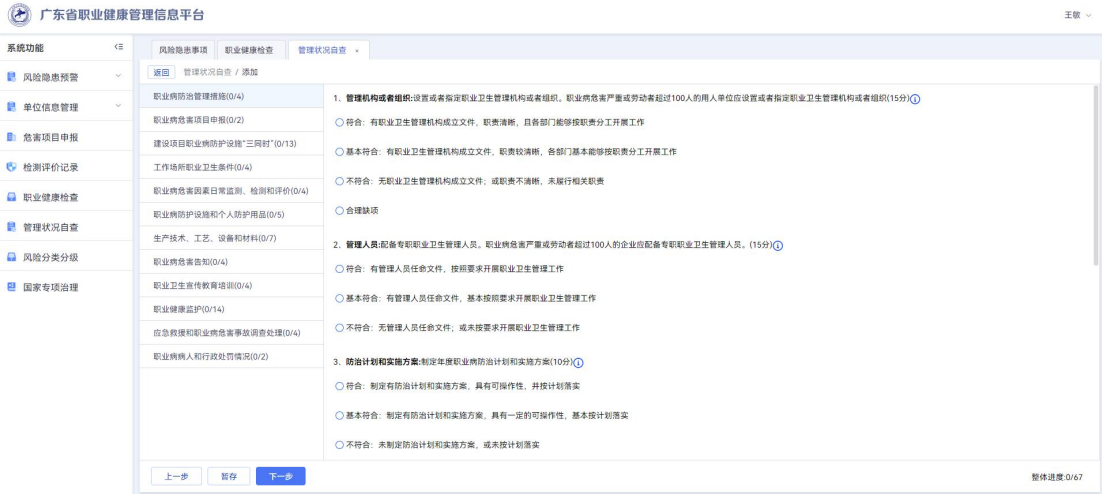 广东省职业健康管理信息平台
王敏
系统功能
风险隐患事项 职业健康检查 管理状况自查 ×
风险隐患预警
单位信息管理
危害项目申报
检测评价记录
职业健康检查
管理状况自查
风险分类分级
国家专项治理
返回 管理状况自查 / 添加
职业病防治管理措施(0/4)
职业病危害项目申报(0/2)
建设项目职业病防护设施"三同时"(0/13)
工作场所职业卫生条件(0/4)
职业病危害因素日常监测、检测和评价(0/4)
职业病防护设施和个人防护用品(0/5)
生产技术、工艺、设备和材料(0/7)
职业病危害告知(0/4)
职业卫生宣传教育培训(0/4)
职业健康监护(0/14)
应急救援和职业病危害事故调查处理(0/4)
职业病病人和行政处罚情况(0/2)
1、管理机构或者组织:设置或者指定职业卫生管理机构或者组织。职业病危害严重或劳动者超过100人的用人单位应设置或者指定职业卫生管理机构或者组织(15分)
符合：有职业卫生管理机构成立文件，职责清晰，且各部门能够按职责分工开展工作
基本符合：有职业卫生管理机构成立文件，职责较清晰，各部门基本能够按职责分工开展工作
不符合：无职业卫生管理机构成立文件；或职责不清晰，未履行相关职责
合理缺项
2、管理人员:配备专职职业卫生管理人员。职业病危害严重或劳动者超过100人的企业应配备专职职业卫生管理人员。(15分)
符合：有管理人员任命文件，按照要求开展职业卫生管理工作
基本符合：有管理人员任命文件，基本按照要求开展职业卫生管理工作
不符合：无管理人员任命文件；或未按要求开展职业卫生管理工作
3、防治计划和实施方案:制定年度职业病防治计划和实施方案(10分)
符合：制定有防治计划和实施方案，具有可操作性，并按计划落实
基本符合：制定有防治计划和实施方案，具有一定的可操作性，基本按计划落实
不符合：未制定防治计划和实施方案，或未按计划落实
上一步 暂存 下一步
整体进度:0/67